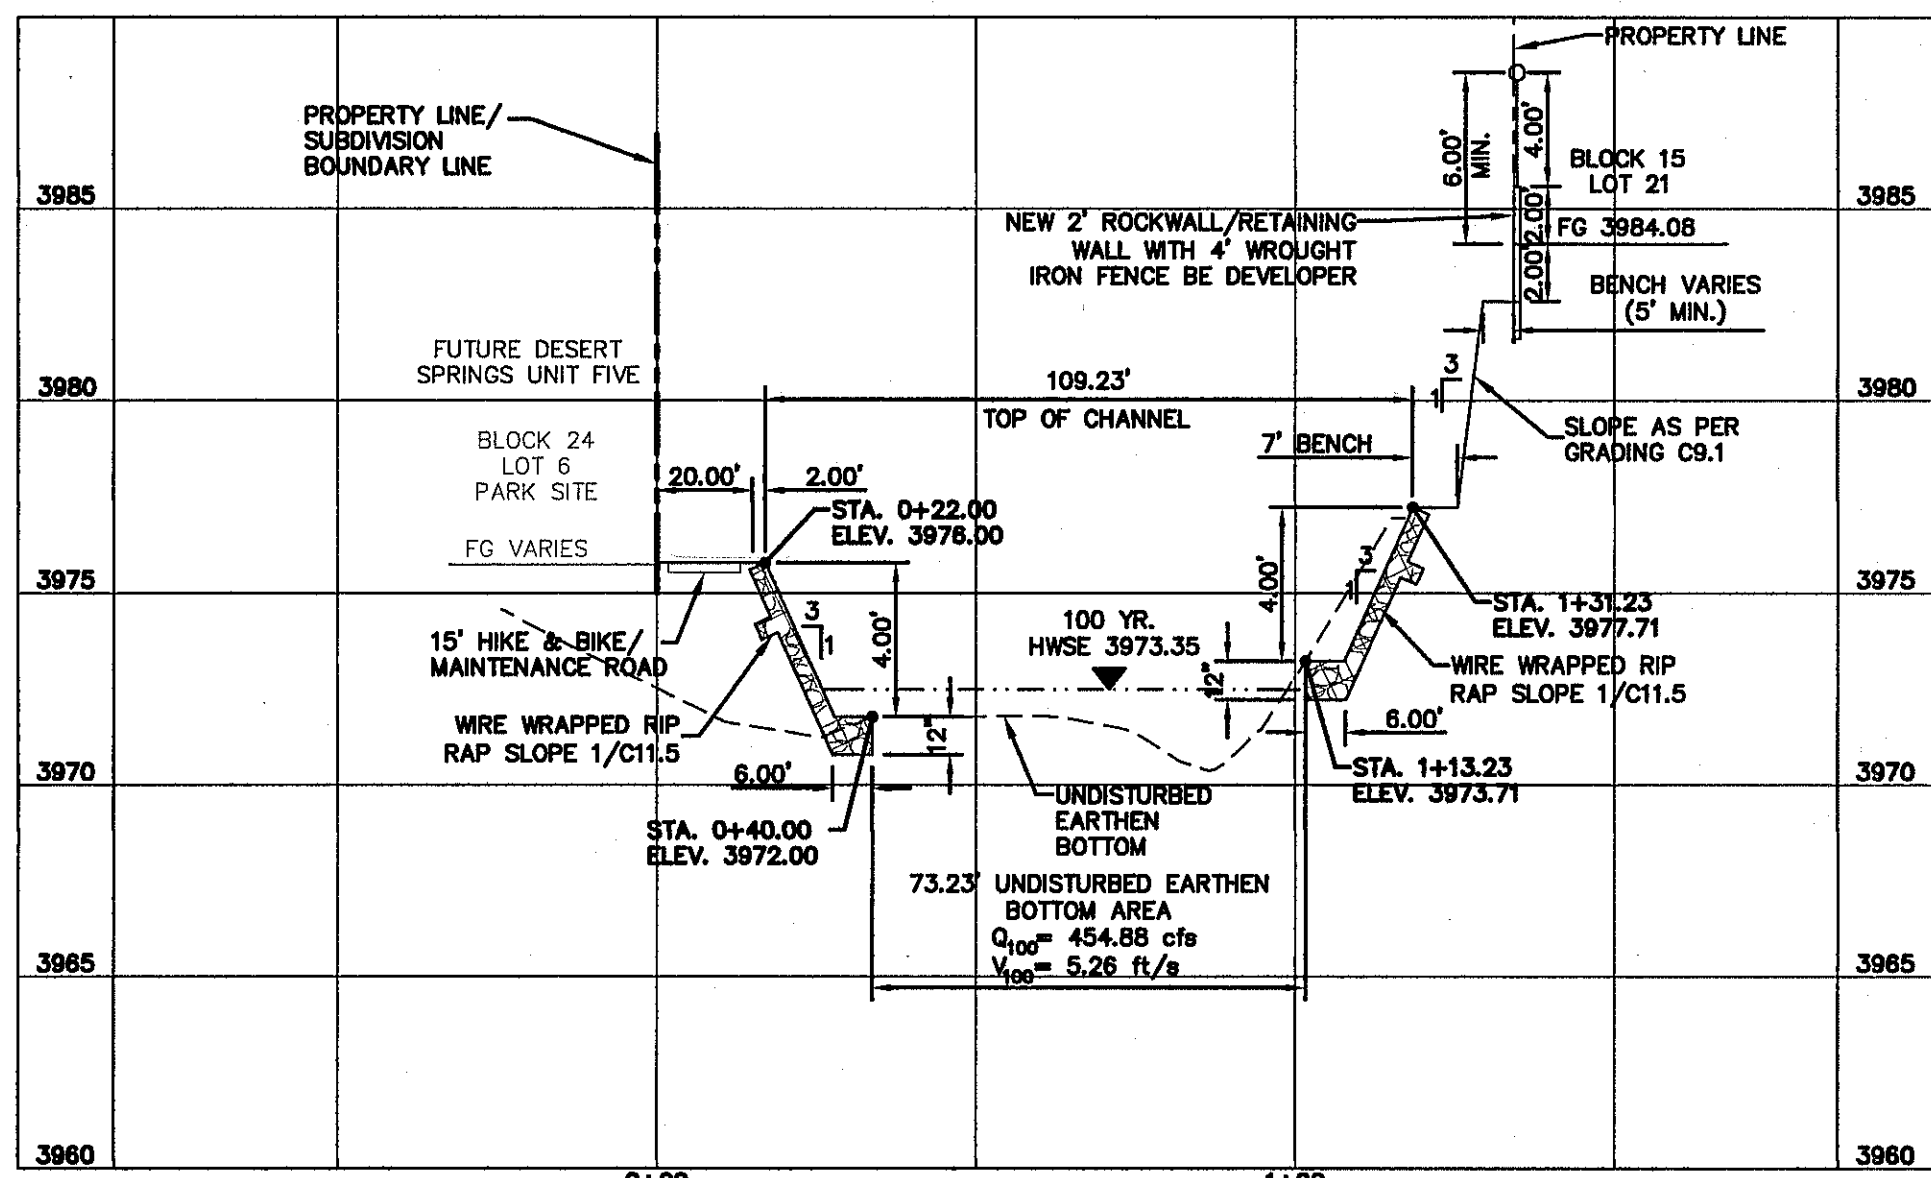 PROPERTY LINE
PROPERTY LINE/
SUBDIVISION
BOUNDARY LINE
6.00'
MIN.
4.00'
BLOCK 15
LOT 21
3985
3985
2.00'
NEW 2' ROCKWALL/RETAINING
WALL WITH 4' WROUGHT
IRON FENCE BE DEVELOPER
FG 3984.08
2.00'
BENCH VARIES
(5' MIN.)
FUTURE DESERT
SPRINGS UNIT FIVE
3
1
109.23'
TOP OF CHANNEL
3980
3980
BLOCK 24
LOT 6
PARK SITE
7' BENCH
SLOPE AS PER
GRADING C9.1
20.00'
2.00'
STA. 0+22.00
ELEV. 3976.00
FG VARIES
3975
3975
4.00'
3
1
4.00'
3
1
STA. 1+31.23
ELEV. 3977.71
15' HIKE & BIKE/
MAINTENANCE ROAD
100 YR.
HWSE 3973.35
12"
WIRE WRAPPED RIP
RAP SLOPE 1/C11.5
WIRE WRAPPED RIP
RAP SLOPE 1/C11.5
12"
6.00'
6.00'
3970
3970
STA. 1+13.23
ELEV. 3973.71
UNDISTURBED
EARTHEN
BOTTOM
STA. 0+40.00
ELEV. 3972.00
73.23' UNDISTURBED EARTHEN
BOTTOM AREA
Q100= 454.88 cfs
V100= 5.26 ft/s
3965
3965
3960
3960